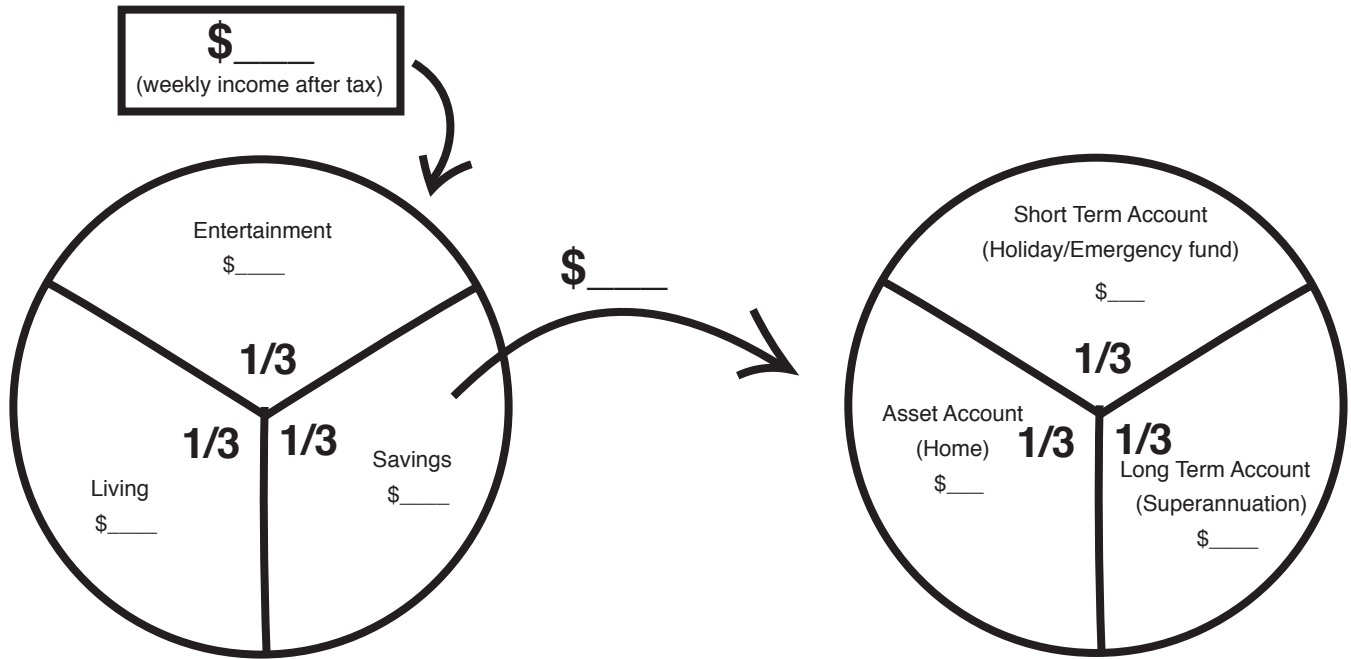 $____
(weekly income after tax)
Entertainment
$____
1/3
1/3
1/3
Living
$____
Savings
$____
$____
Short Term Account
(Holiday/Emergency fund)
$___
1/3
Asset Account
(Home)
$___
1/3
1/3
Long Term Account
(Superannuation)
$____